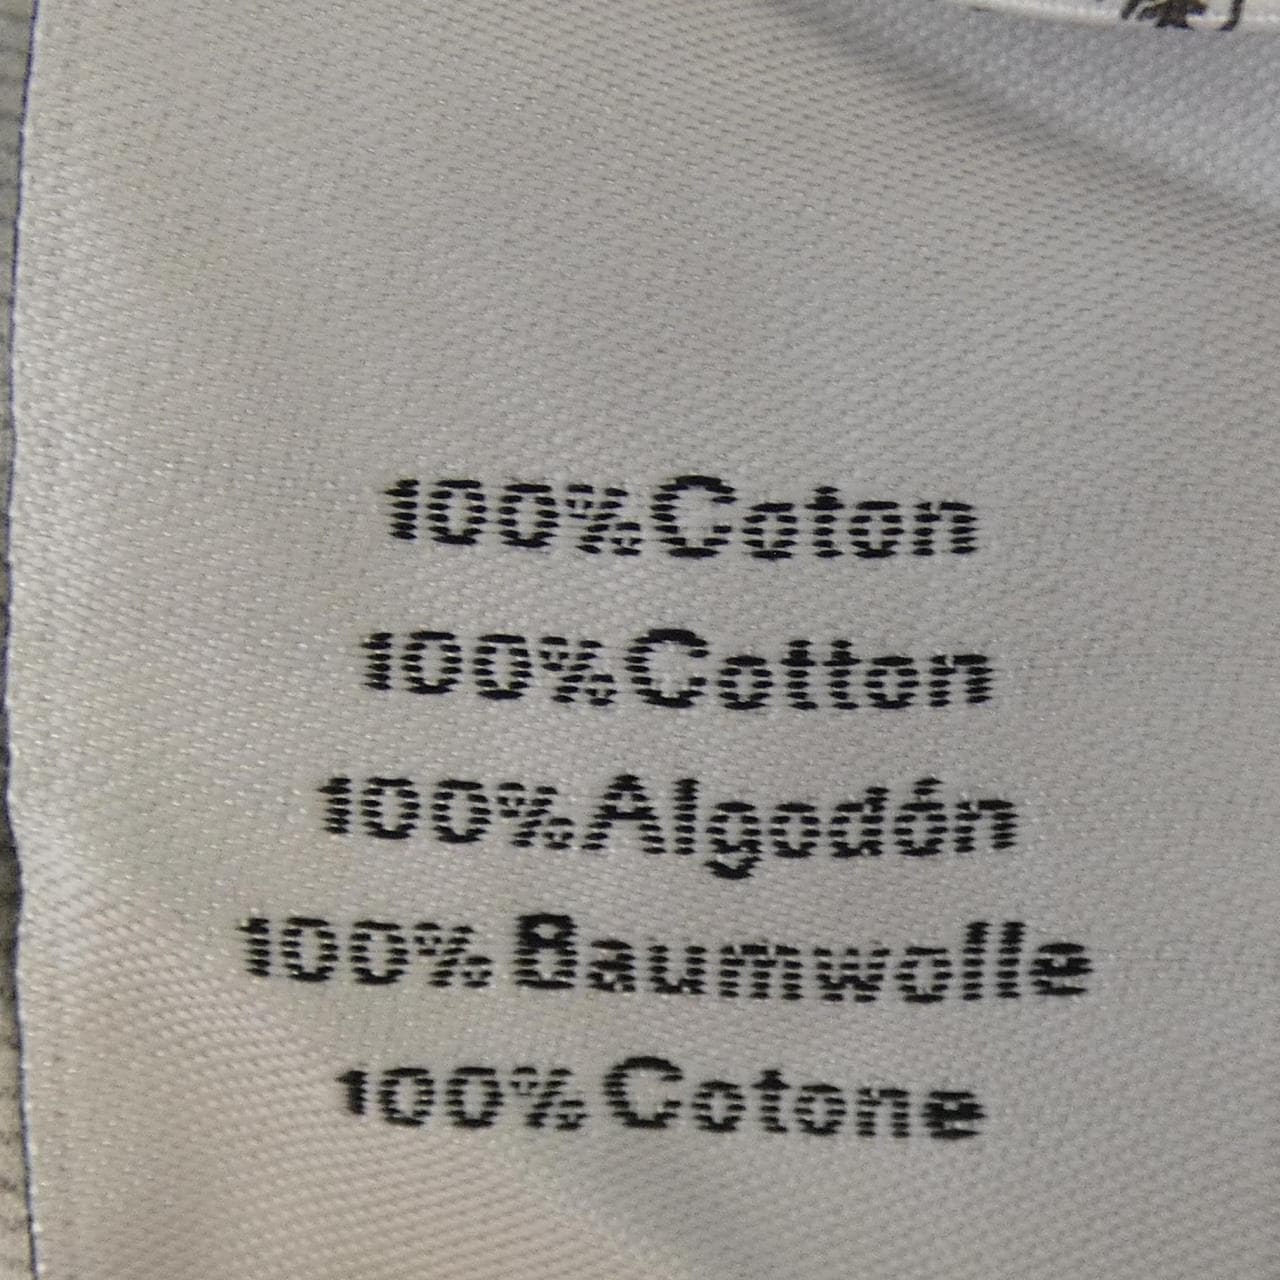 100% Coton
100% Cotton
100% Algodón
100% Baumwolle
100% Cotone